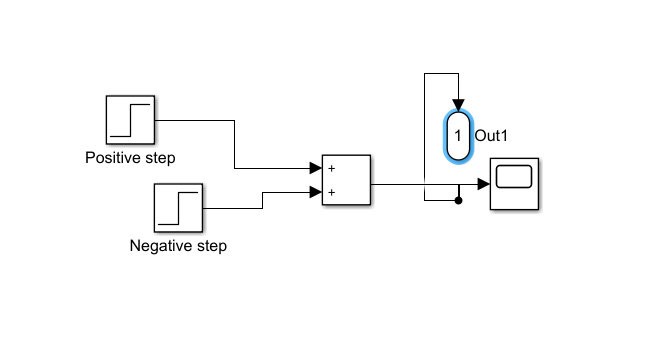 Positive step
+
+
Negative step
1
Out1